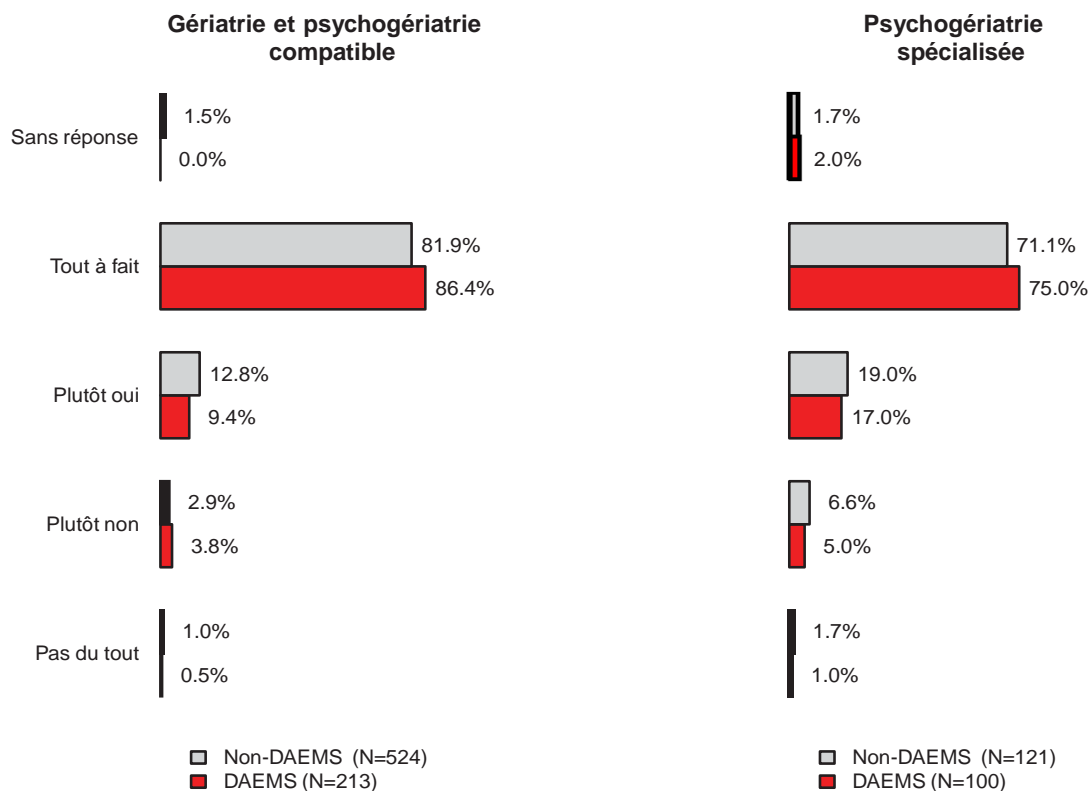 Gériatrie et psychogériatrie
compatible
Psychogériatrie
spécialisée
Sans réponse
1.5%
0.0%
1.7%
2.0%
Tout à fait
81.9%
86.4%
71.1%
75.0%
Plutôt oui
12.8%
9.4%
19.0%
17.0%
Plutôt non
2.9%
3.8%
6.6%
5.0%
Pas du tout
1.0%
0.5%
1.7%
1.0%
Non-DAEMS (N=524)
DAEMS (N=213)
Non-DAEMS (N=121)
DAEMS (N=100)